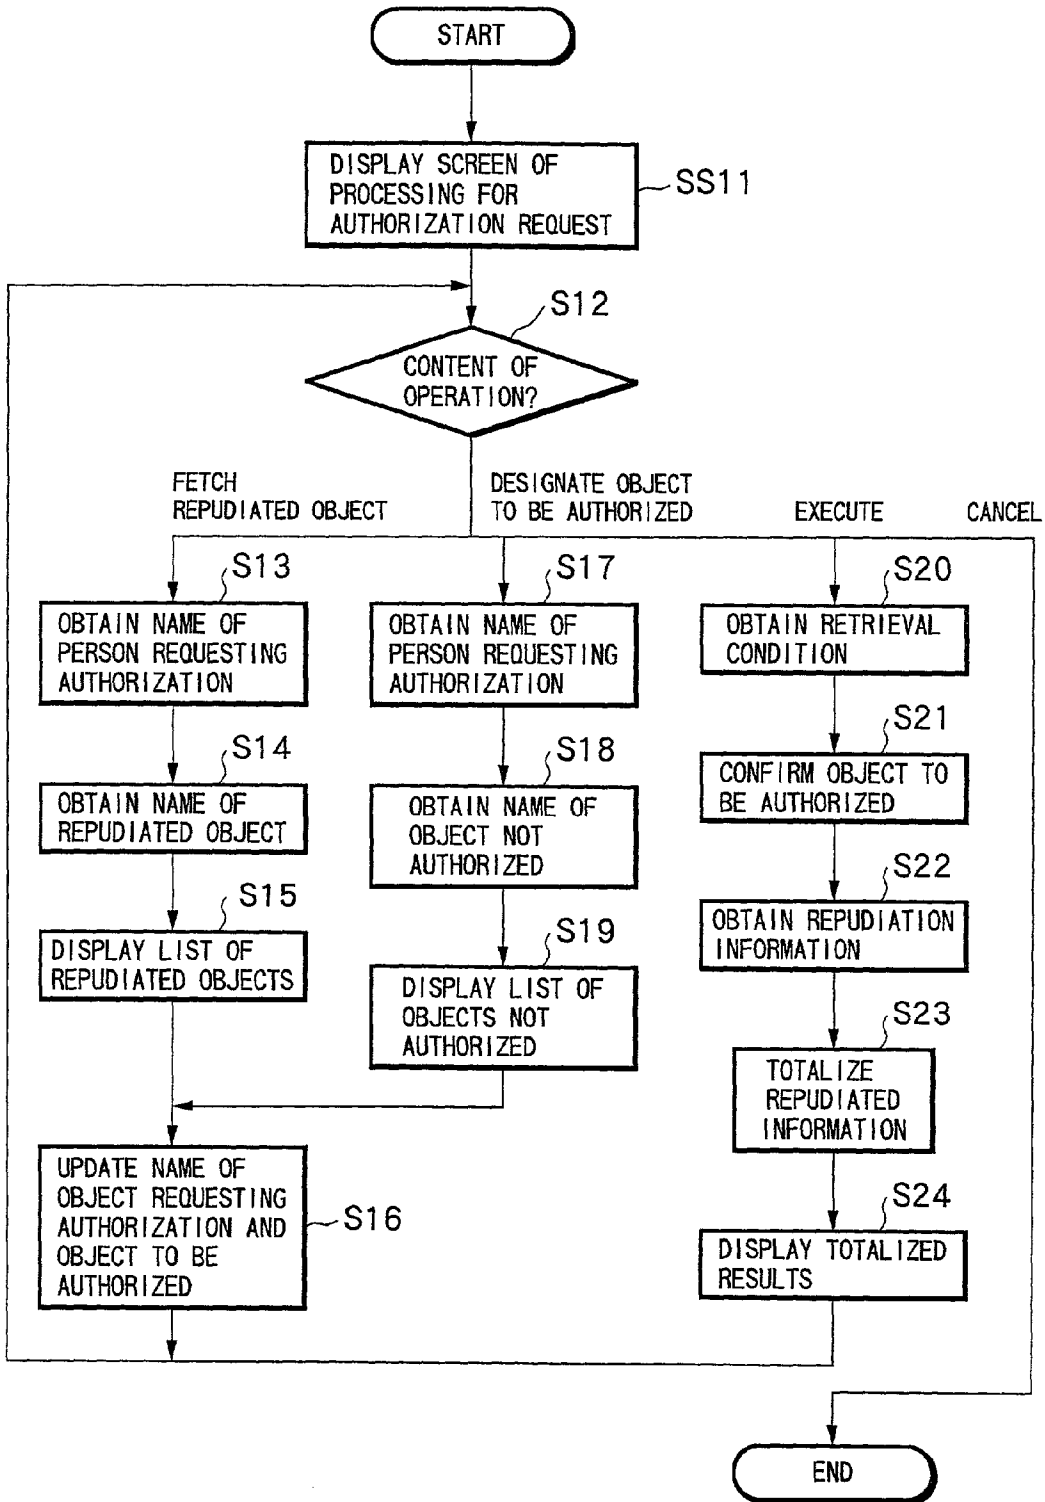 START
DISPLAY SCREEN OF
PROCESSING FOR
AUTHORIZATION REQUEST
SS11
S12
CONTENT OF
OPERATION?
FETCH
REPUDIATED OBJECT
DESIGNATE OBJECT
TO BE AUTHORIZED
EXECUTE
CANCEL
S13
OBTAIN NAME OF
PERSON REQUESTING
AUTHORIZATION
S14
OBTAIN NAME OF
REPUDIATED OBJECT
S15
DISPLAY LIST OF
REPUDIATED OBJECTS
S17
OBTAIN NAME OF
PERSON REQUESTING
AUTHORIZATION
S18
OBTAIN NAME OF
OBJECT NOT
AUTHORIZED
S19
DISPLAY LIST OF
OBJECTS NOT
AUTHORIZED
UPDATE NAME OF
OBJECT REQUESTING
AUTHORIZATION AND
OBJECT TO BE
AUTHORIZED
S16
S20
OBTAIN RETRIEVAL
CONDITION
S21
CONFIRM OBJECT TO
BE AUTHORIZED
S22
OBTAIN REPUDIATION
INFORMATION
S23
TOTALIZE
REPUDIATED
INFORMATION
S24
DISPLAY TOTALIZED
RESULTS
END